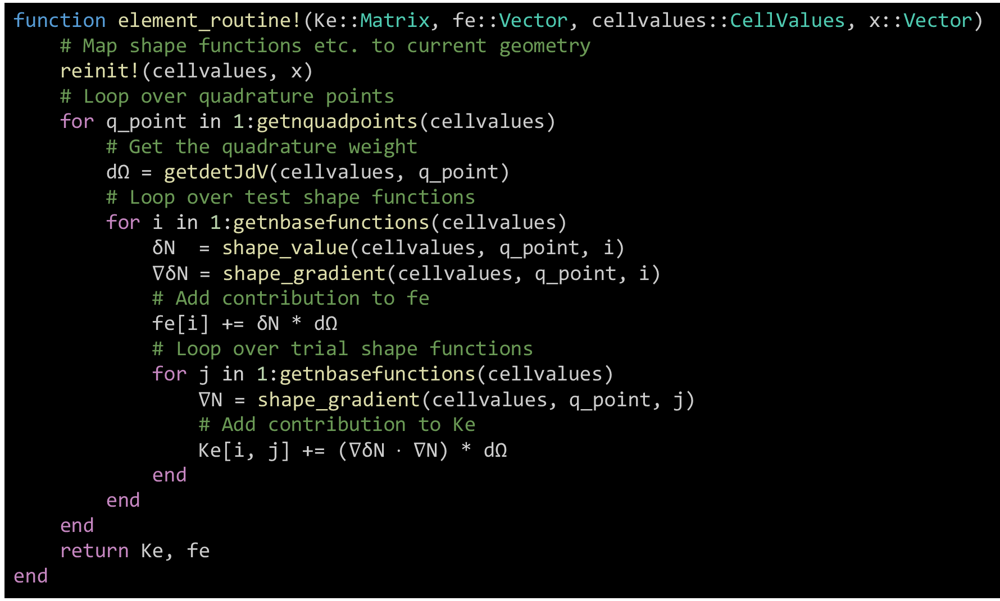 function element_routine!(Ke::Matrix, fe::Vector, cellvalues::CellValues, x::Vector)
    # Map shape functions etc. to current geometry
    reinit!(cellvalues, x)
    # Loop over quadrature points
    for q_point in 1:getnquadpoints(cellvalues)
        # Get the quadrature weight
        dΩ = getdetJdV(cellvalues, q_point)
        # Loop over test shape functions
        for i in 1:getnbasefunctions(cellvalues)
            δN  = shape_value(cellvalues, q_point, i)
            ∇δN = shape_gradient(cellvalues, q_point, i)
            # Add contribution to fe
            fe[i] += δN * dΩ
            # Loop over trial shape functions
            for j in 1:getnbasefunctions(cellvalues)
                ∇N = shape_gradient(cellvalues, q_point, j)
                # Add contribution to Ke
                Ke[i, j] += (∇δN ⋅ ∇N) * dΩ
            end
        end
    end
    return Ke, fe
end